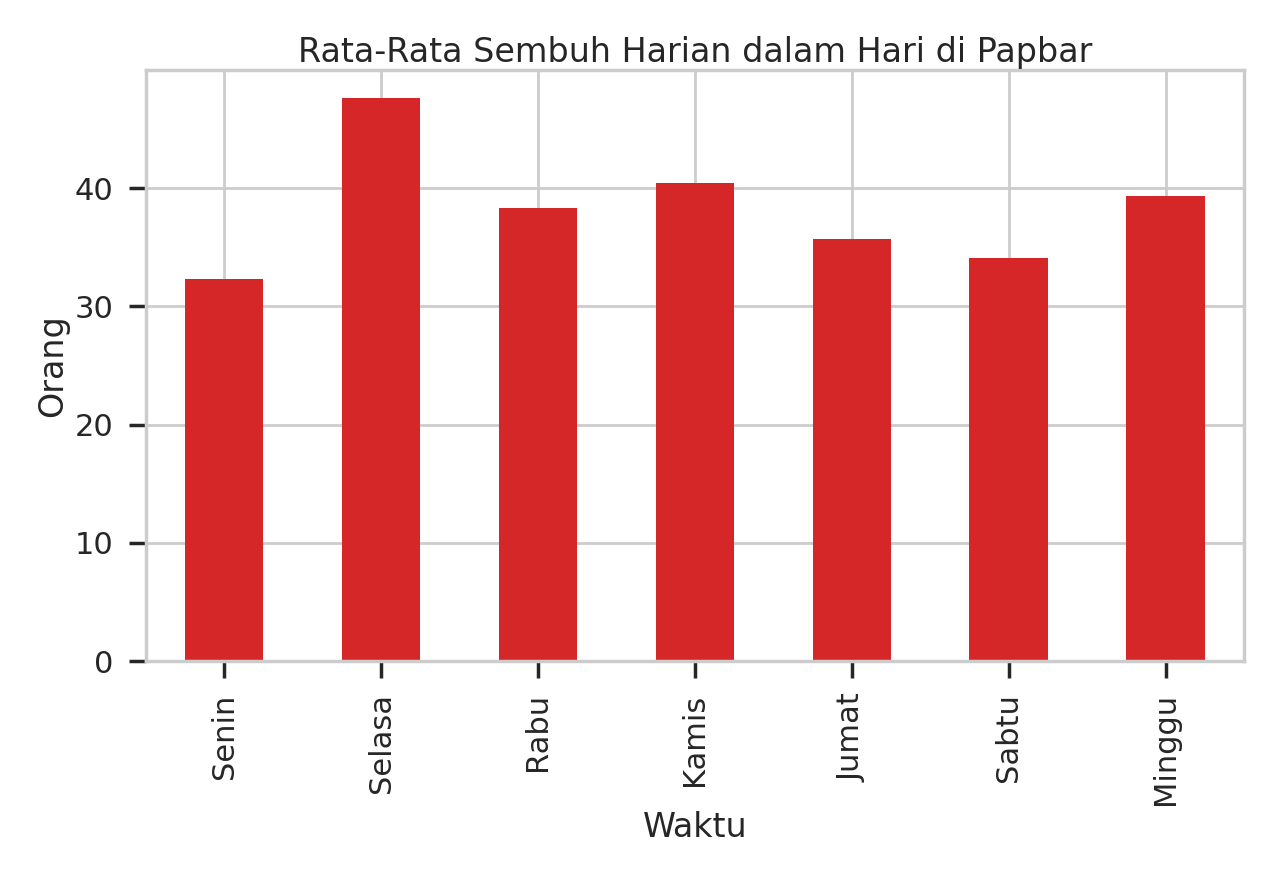 Rata-Rata Sembuh Harian dalam Hari di Papbar
40
30
20
10
0
Orang
Senin
Selasa
Rabu
Kamis
Jumat
Sabtu
Minggu
Waktu